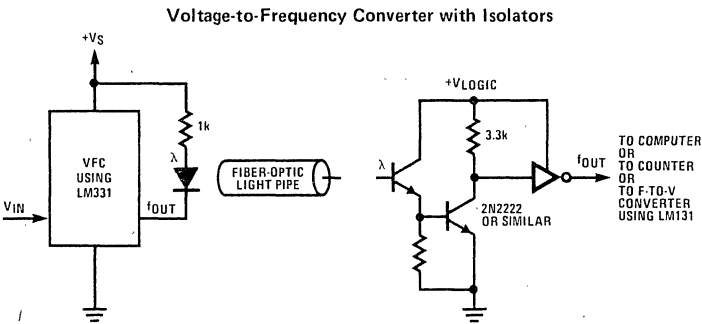 Voltage-to-Frequency Converter with Isolators
+VS
1k
λ
VFC
USING
LM331
VIN
fOUT
FIBER-OPTIC
LIGHT PIPE
+VLOGIC
3.3k
λ
2N2222
OR SIMILAR
fOUT
TO COMPUTER
OR
TO COUNTER
OR
TO F-TO-V
CONVERTER
USING LM131